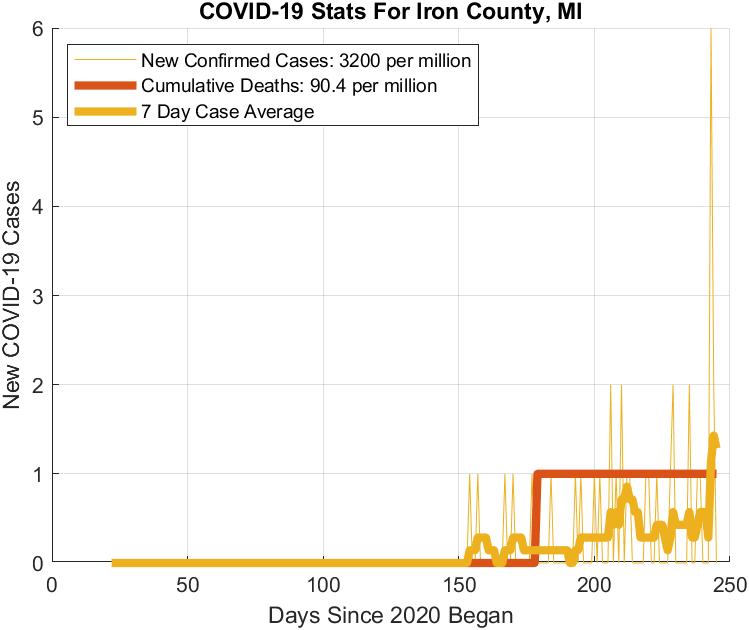 COVID-19 Stats For Iron County, MI
6
New Confirmed Cases: 3200 per million
Cumulative Deaths: 90.4 per million
7 Day Case Average
5
4
3
2
1
0
New COVID-19 Cases
0 50 100 150 200 250
Days Since 2020 Began